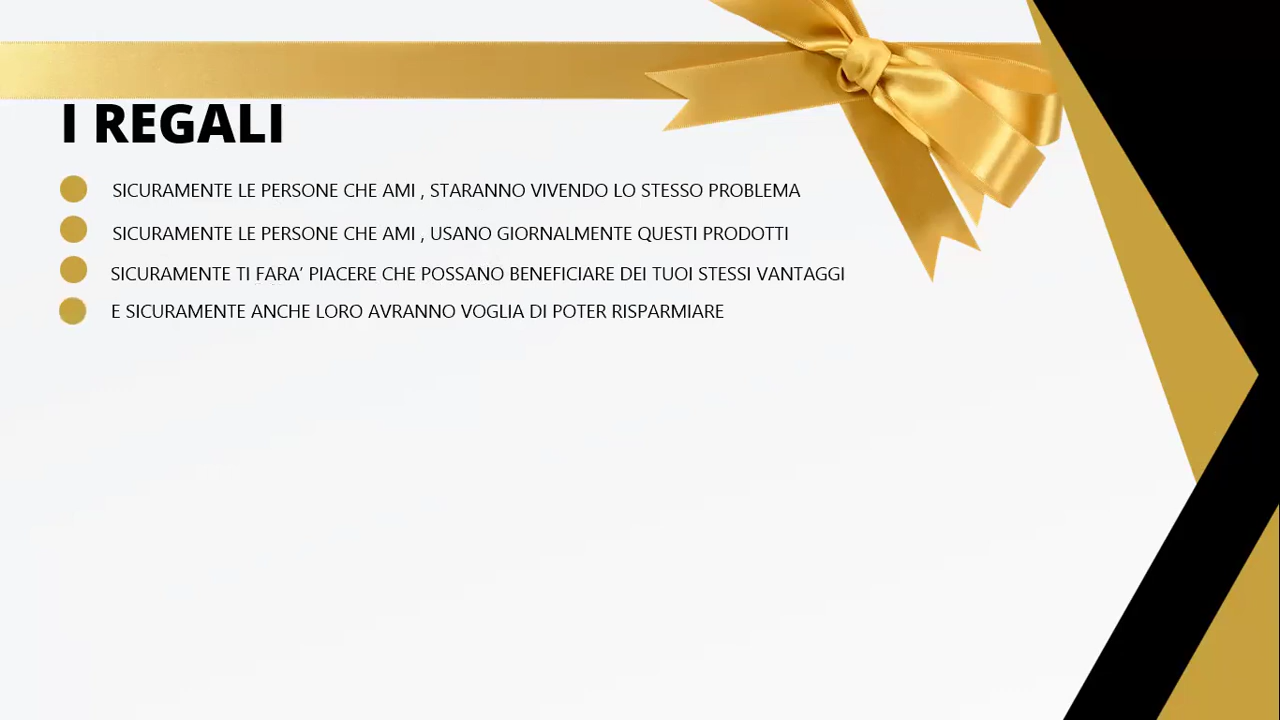 I REGALI
SICURAMENTE LE PERSONE CHE AMI , STARANNO VIVENDO LO STESSO PROBLEMA
SICURAMENTE LE PERSONE CHE AMI , USANO GIORNALMENTE QUESTI PRODOTTI
SICURAMENTE TI FARA’ PIACERE CHE POSSANO BENEFICIARE DEI TUOI STESSI VANTAGGI
E SICURAMENTE ANCHE LORO AVRANNO VOGLIA DI POTER RISPARMIARE